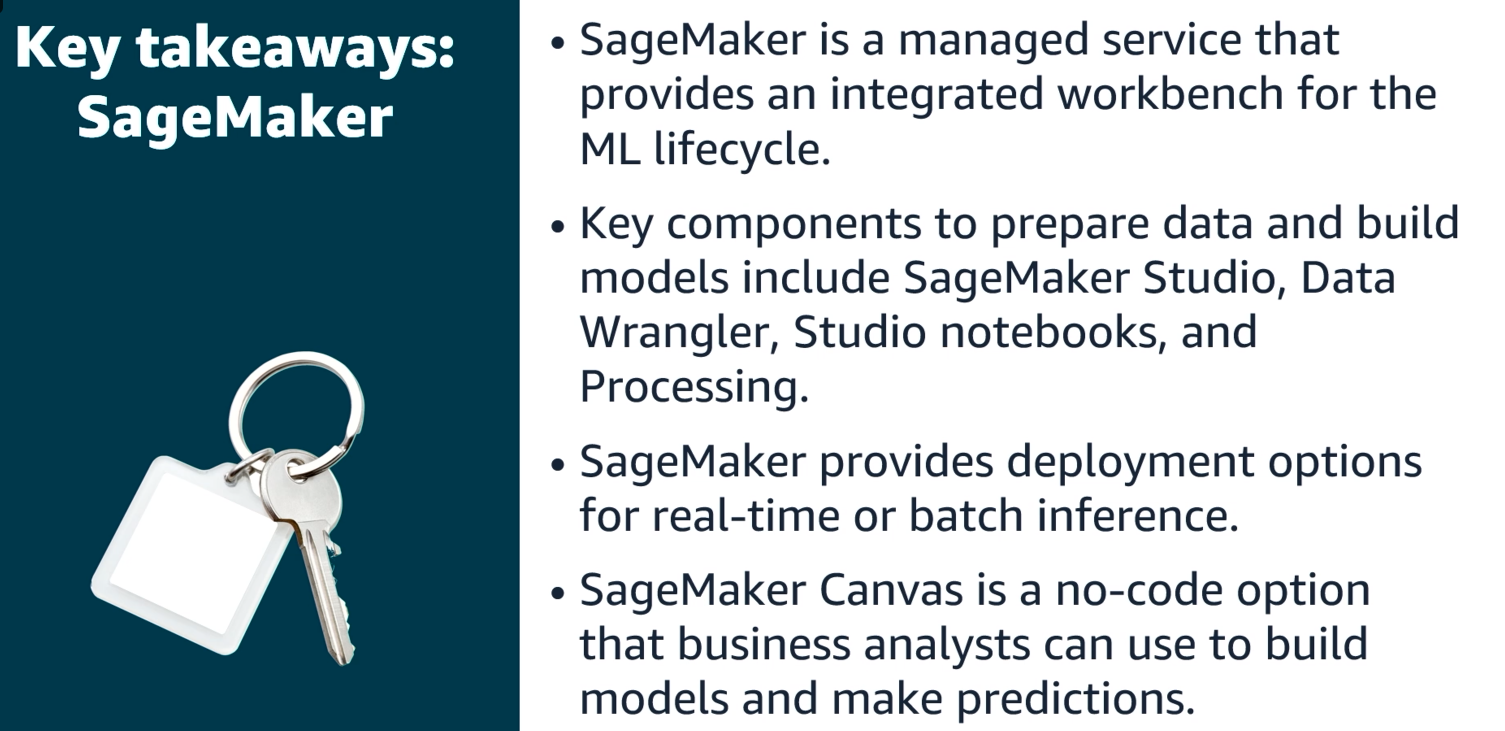 Key takeaways:
SageMaker
• SageMaker is a managed service that
provides an integrated workbench for the
ML lifecycle.
• Key components to prepare data and build
models include SageMaker Studio, Data
Wrangler, Studio notebooks, and
Processing.
• SageMaker provides deployment options
for real-time or batch inference.
• SageMaker Canvas is a no-code option
that business analysts can use to build
models and make predictions.